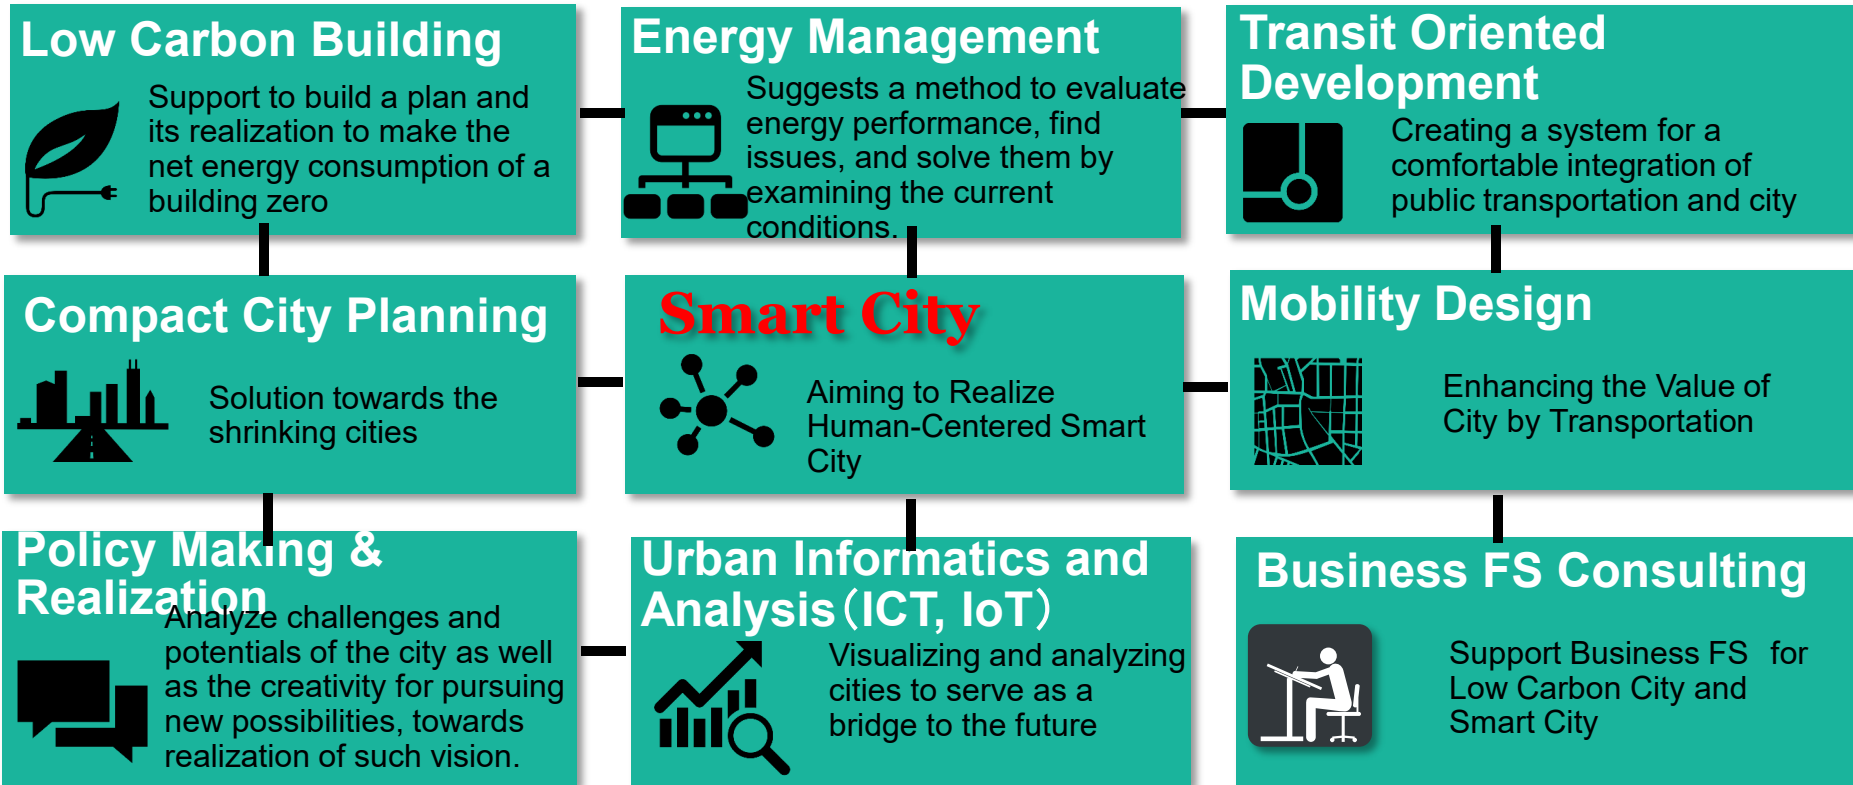 Low Carbon Building
Support to build a plan and
its realization to make the
net energy consumption of a
building zero
Energy Management
Suggests a method to evaluate
energy performance, find
issues, and solve them by
examining the current
conditions.
Transit Oriented
Development
Creating a system for a
comfortable integration of
public transportation and city
Compact City Planning
Solution towards the
shrinking cities
Smart City
Aiming to Realize
Human-Centered Smart
City
Mobility Design
Enhancing the Value of
City by Transportation
Policy Making &
Realization
Analyze challenges and
potentials of the city as well
as the creativity for pursuing
new possibilities, towards
realization of such vision.
Urban Informatics and
Analysis（ICT, IoT）
Visualizing and analyzing
cities to serve as a
bridge to the future
Business FS Consulting
Support Business FS for
Low Carbon City and
Smart City